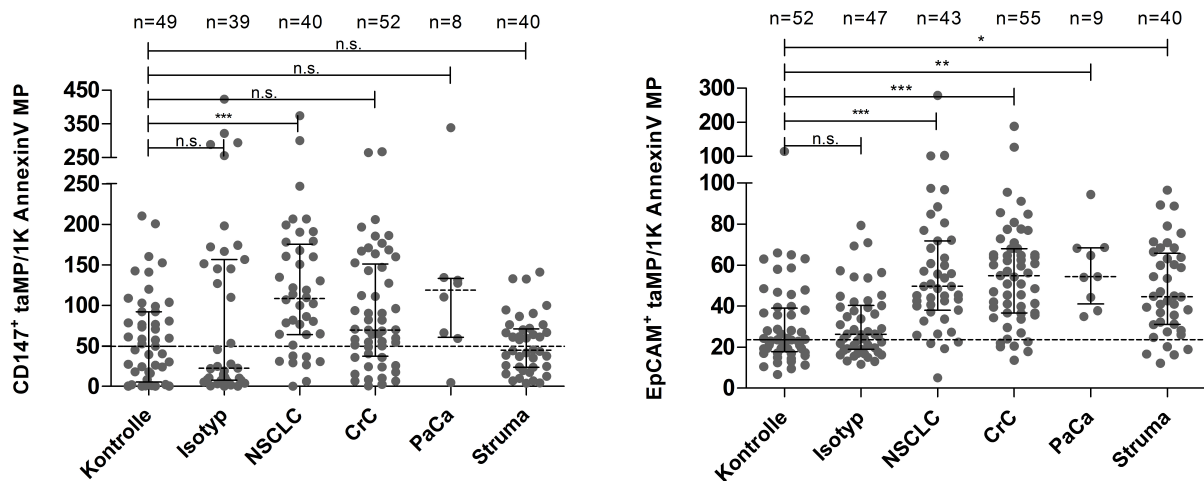 n=49 n=39 n=40 n=52 n=8 n=40
n.s.
n.s.
n.s.
***
n.s.
CD147⁺ taMP/1K AnnexinV MP
450
350
250
250
200
150
100
50
0
Kontrolle Isotyp NSCLC CrC PaCa Struma
n=52 n=47 n=43 n=55 n=9 n=40
*
**
***
***
n.s.
EpCAM⁺ taMP/1K AnnexinV MP
300
200
100
100
80
60
40
20
0
Kontrolle Isotyp NSCLC CrC PaCa Struma